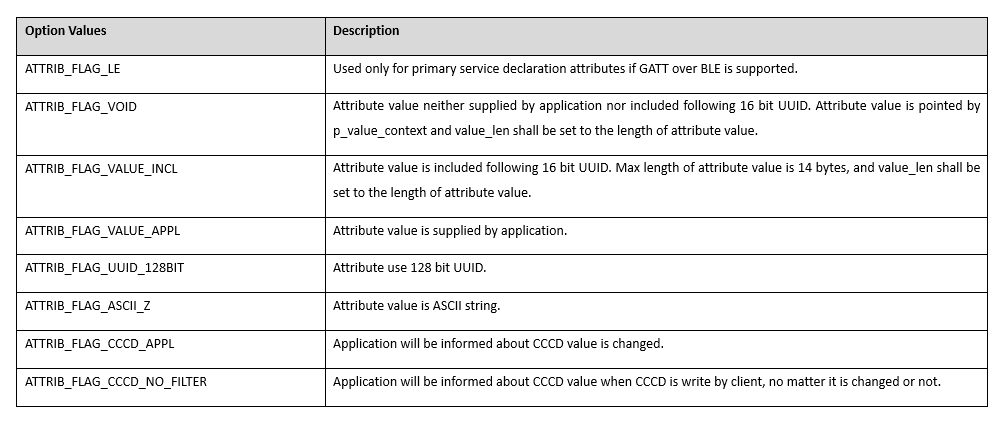 Option Values
Description
ATTRIB_FLAG_LE
Used only for primary service declaration attributes if GATT over BLE is supported.
ATTRIB_FLAG_VOID
Attribute value neither supplied by application nor included following 16 bit UUID. Attribute value is pointed by
p_value_context and value_len shall be set to the length of attribute value.
ATTRIB_FLAG_VALUE_INCL
Attribute value is included following 16 bit UUID. Max length of attribute value is 14 bytes, and value_len shall be
set to the length of attribute value.
ATTRIB_FLAG_VALUE_APPL
Attribute value is supplied by application.
ATTRIB_FLAG_UUID_128BIT
Attribute use 128 bit UUID.
ATTRIB_FLAG_ASCII_Z
Attribute value is ASCII string.
ATTRIB_FLAG_CCCD_APPL
Application will be informed about CCCD value is changed.
ATTRIB_FLAG_CCCD_NO_FILTER
Application will be informed about CCCD value when CCCD is write by client, no matter it is changed or not.